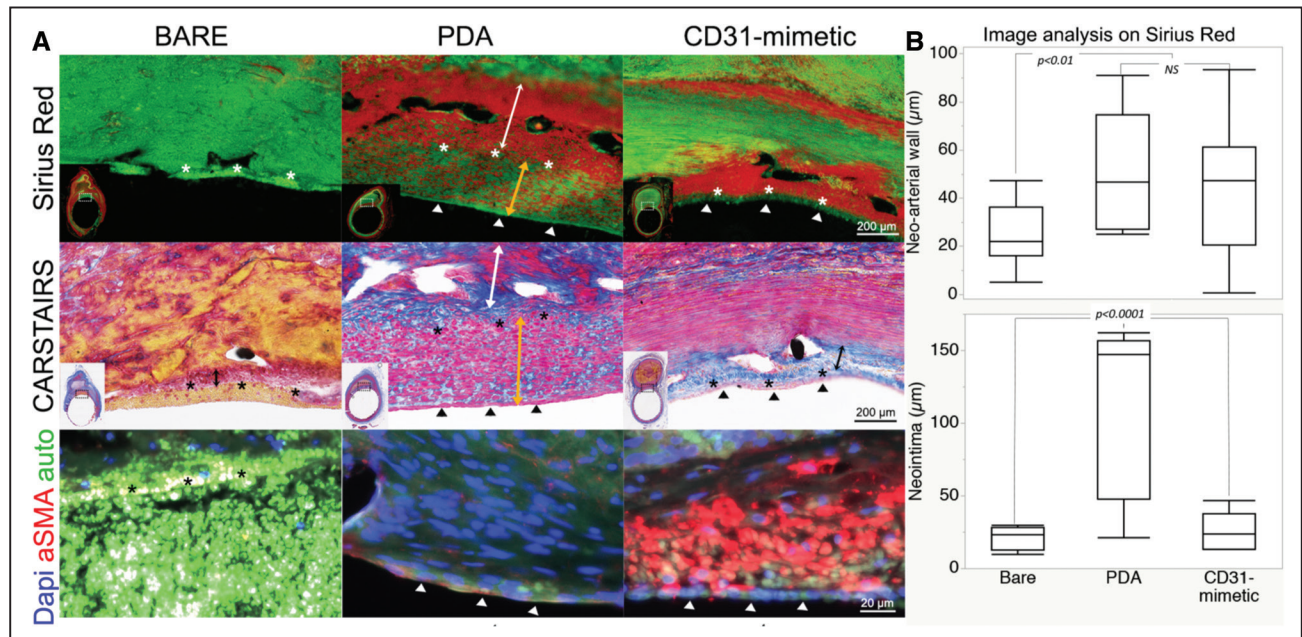 A
BARE
PDA
CD31-mimetic
Sirius Red
200 µm
CARSTAIRS
200 µm
Dapi aSMA auto
20 µm
B
Image analysis on Sirius Red
Neo-arterial wall (µm)
100
80
60
40
20
0
p<0.01
NS
Neointima (µm)
150
100
50
0
p<0.0001
Bare
PDA
CD31-
mimetic